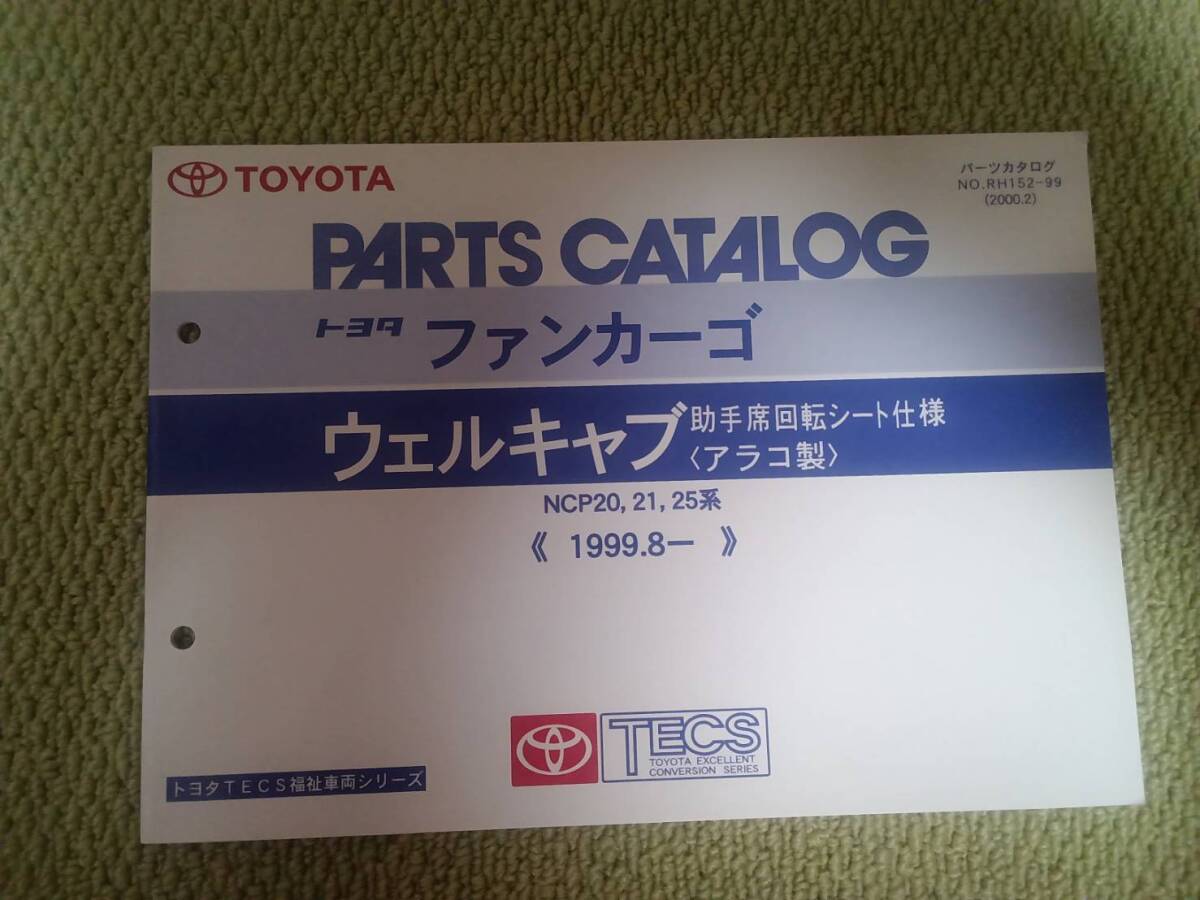 TOYOTA
パーツカタログ
NO.RH152-99
(2000.2)
PARTS CATALOG
トヨタ ファンカーゴ
ウェルキャブ 助手席回転シート仕様
〈アラコ製〉
NCP20, 21, 25系
《 1999.8ー 》
TECS
TOYOTA EXCELLENT
CONVERSION SERIES
トヨタTECS福祉車両シリーズ